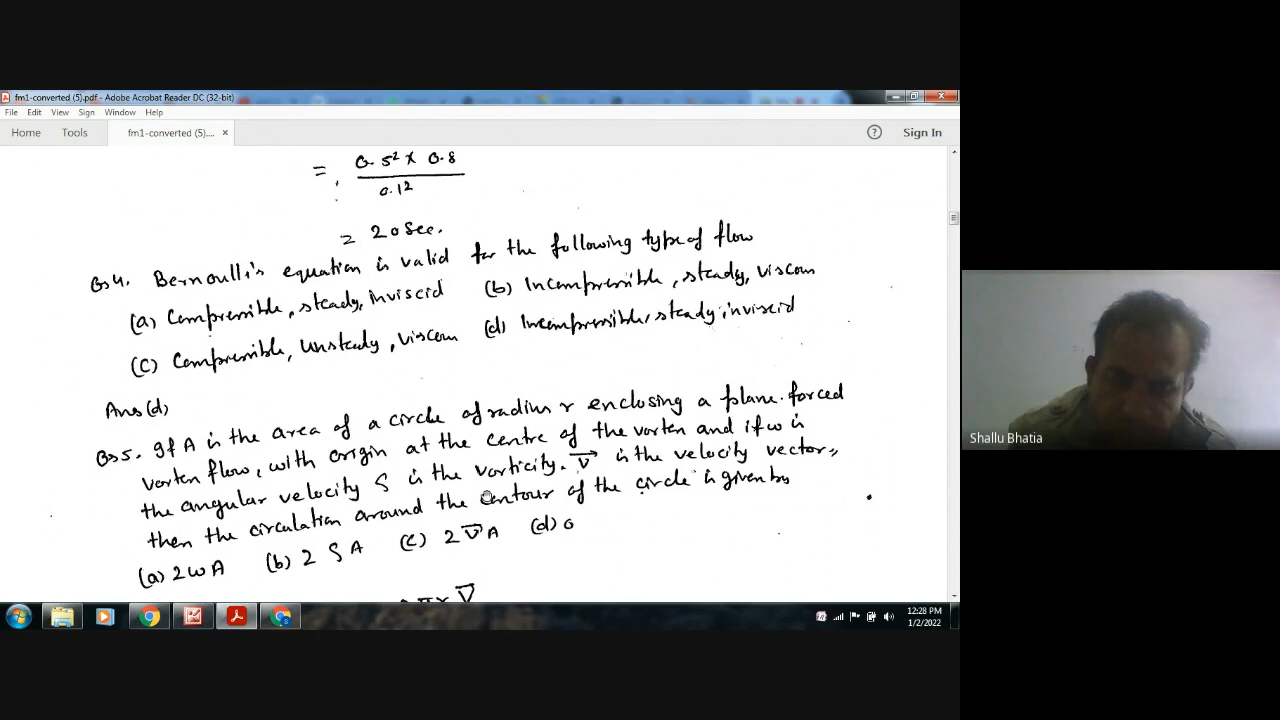 fm1-converted (5).pdf - Adobe Acrobat Reader DC (32-bit)
File Edit View Sign Window Help
Home Tools fm1-converted (5).... × ? Sign In
= 0.5² × 0.8
0.12
= 20 Sec.
Qs4. Bernoulli's equation is valid for the following type of flow
(a) Compressible, steady, inviscid (b) Incompressible, steady, viscous
(c) Compressible, Unsteady, viscous (d) Incompressible, steady, inviscid
Ans (d)
Qs5. If A is the area of a circle of radius r enclosing a plane forced
vortex flow, with origin at the centre of the vortex and if ω is
the angular velocity ζ is the vorticity. V⃗ is the velocity vector,
then the circulation around the contour of the circle is given by
(a) 2ωA (b) 2ζA (c) 2V̅A (d) 0
Shallu Bhatia
12:28 PM
1/2/2022